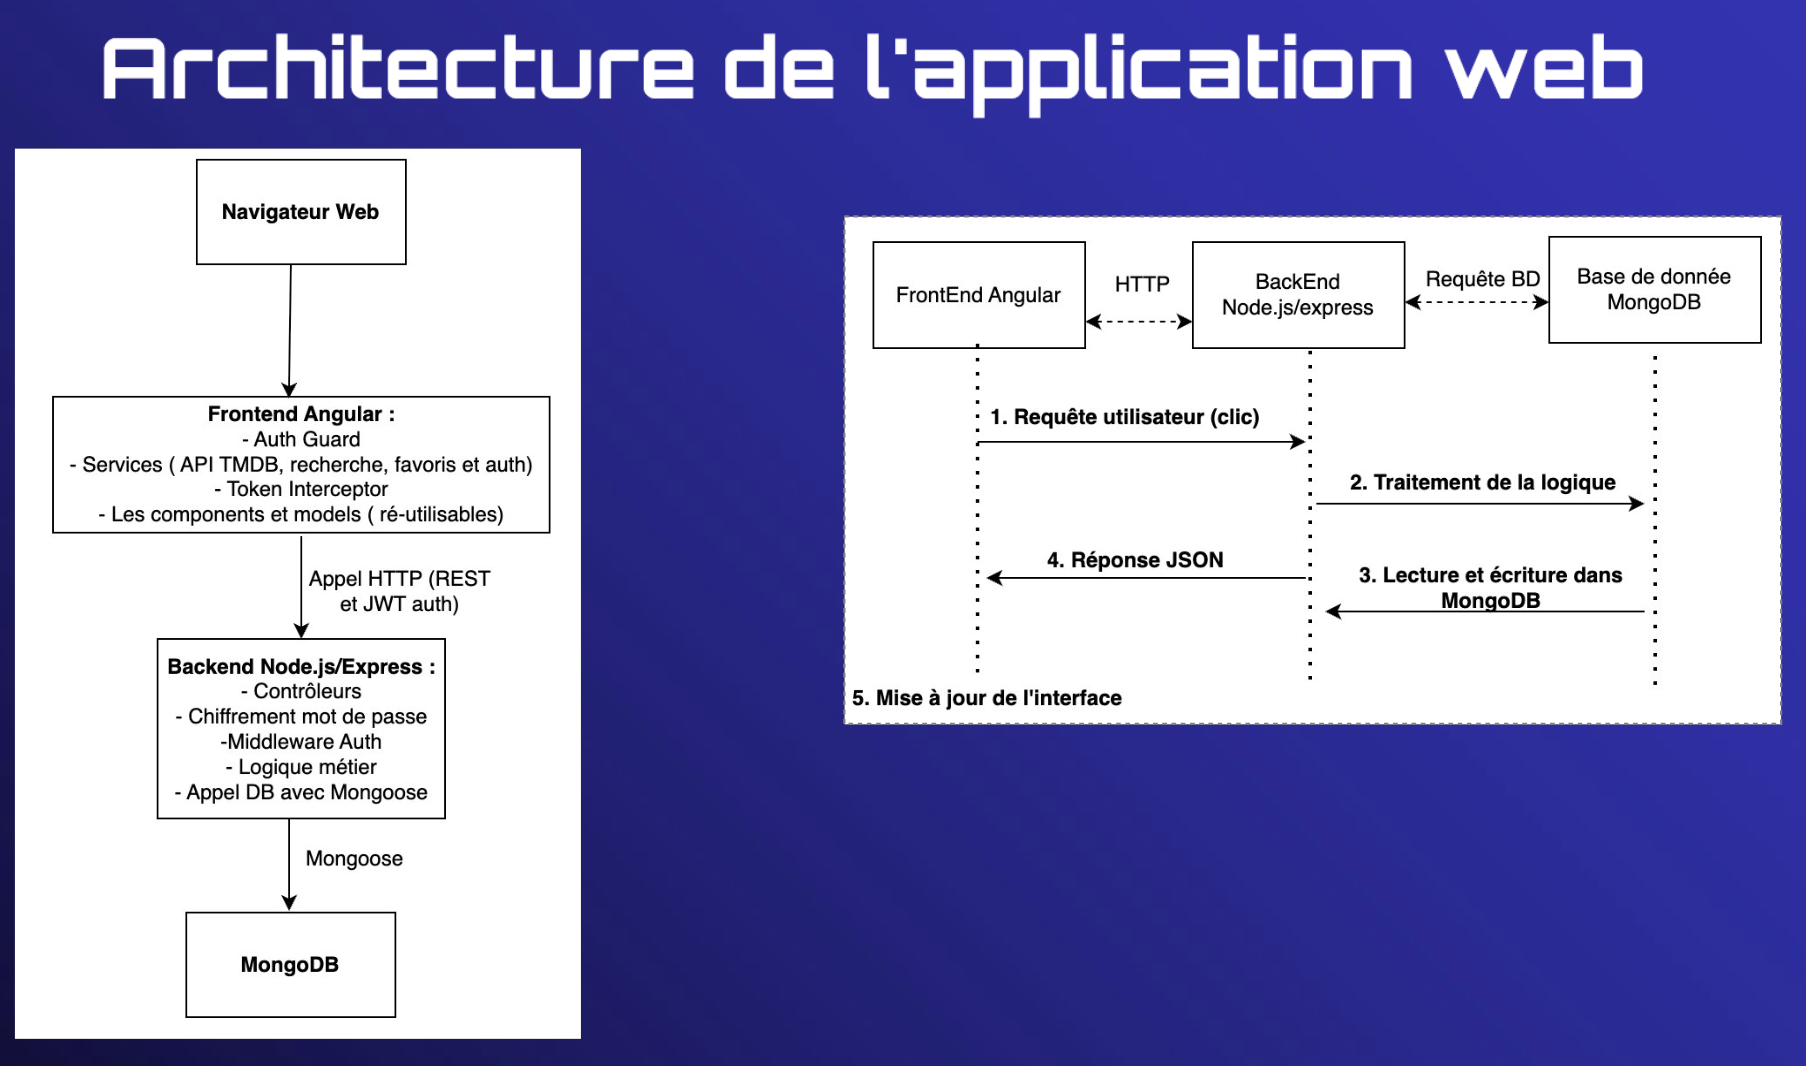 Architecture de l'application web
Navigateur Web
Frontend Angular :
- Auth Guard
- Services ( API TMDB, recherche, favoris et auth)
- Token Interceptor
- Les components et models ( ré-utilisables)
Appel HTTP (REST
et JWT auth)
Backend Node.js/Express :
- Contrôleurs
- Chiffrement mot de passe
-Middleware Auth
- Logique métier
- Appel DB avec Mongoose
Mongoose
MongoDB
FrontEnd Angular
HTTP
BackEnd
Node.js/express
Requête BD
Base de donnée
MongoDB
1. Requête utilisateur (clic)
2. Traitement de la logique
4. Réponse JSON
3. Lecture et écriture dans
MongoDB
5. Mise à jour de l'interface